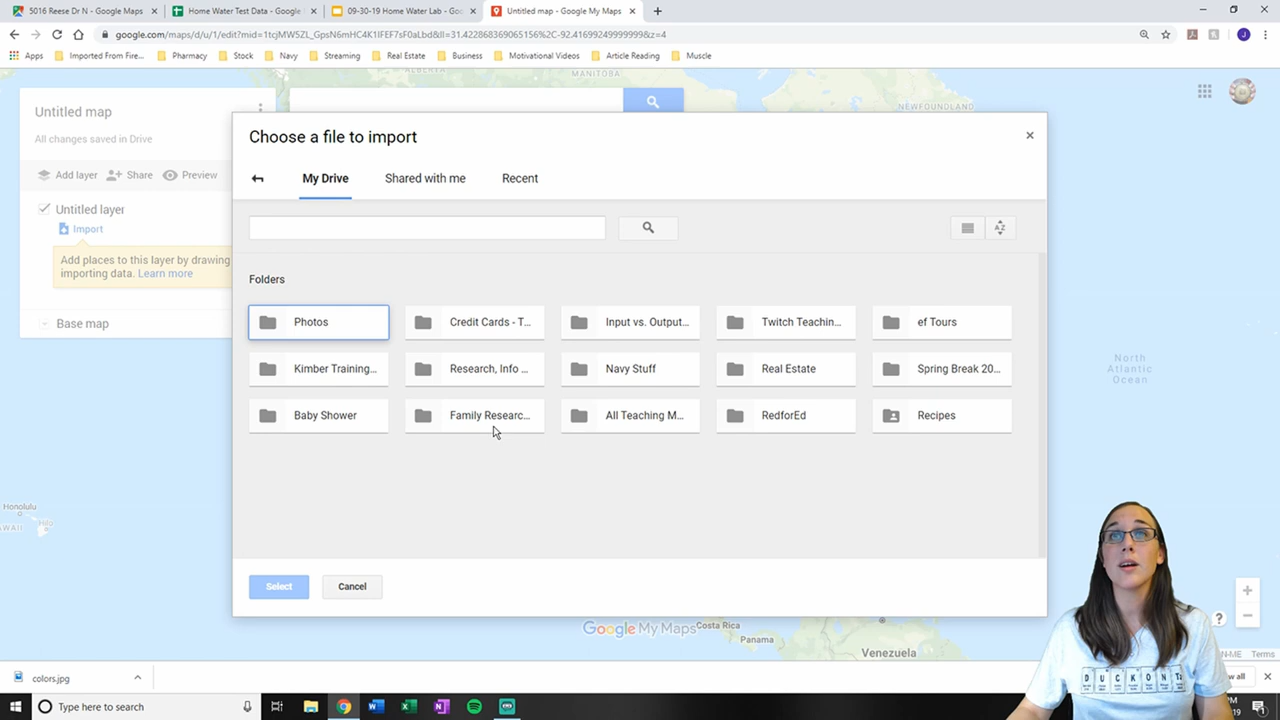 5016 Reese Dr N - Google Maps
Home Water Test Data - Google
09-30-19 Home Water Lab - Goo
Untitled map - Google My Maps
google.com/maps/d/u/1/edit?mid=1tcjMW5ZL_GpsN6mHC4K1IFEF7sF0aLbd&ll=31.422868369065156%2C-92.41699249999999&z=4
Apps
Imported From Fire...
Pharmacy
Stock
Navy
Streaming
Real Estate
Business
Motivational Videos
Article Reading
Muscle
MANITOBA
NEWFOUNDLAND
Untitled map
All changes saved in Drive
Add layer
Share
Preview
Untitled layer
Import
Add places to this layer by drawing
importing data. Learn more
Base map
Choose a file to import
My Drive
Shared with me
Recent
Folders
Photos
Credit Cards - T...
Input vs. Output...
Twitch Teachin...
ef Tours
Kimber Training...
Research, Info ...
Navy Stuff
Real Estate
Spring Break 20...
Baby Shower
Family Researc...
All Teaching M...
RedforEd
Recipes
Select
Cancel
North
Atlantic
Ocean
Honolulu
Google My Maps
Costa Rica
Panama
Venezuela
Terms
DUCKONT
colors.jpg
Type here to search